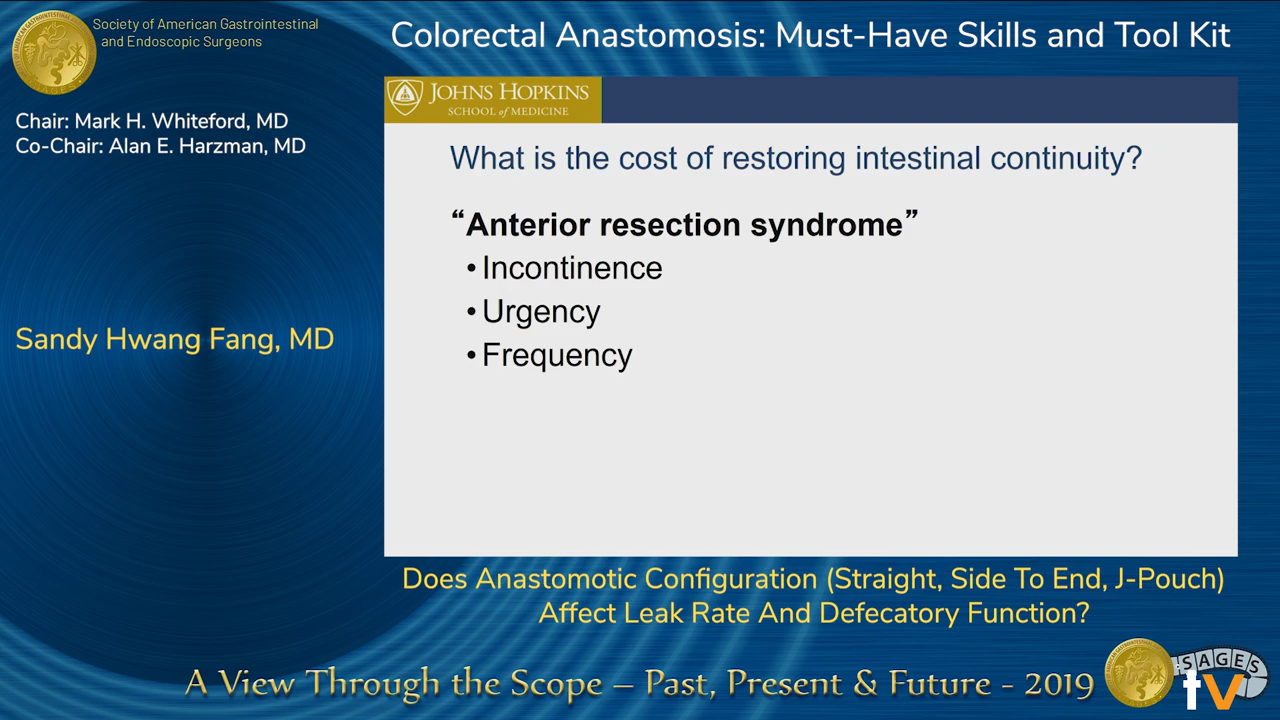 Society of American Gastrointestinal
and Endoscopic Surgeons
Colorectal Anastomosis: Must-Have Skills and Tool Kit
Chair: Mark H. Whiteford, MD
Co-Chair: Alan E. Harzman, MD
JOHNS HOPKINS
SCHOOL of MEDICINE
What is the cost of restoring intestinal continuity?
“Anterior resection syndrome”
• Incontinence
• Urgency
• Frequency
Sandy Hwang Fang, MD
Does Anastomotic Configuration (Straight, Side To End, J-Pouch)
Affect Leak Rate And Defecatory Function?
A View Through the Scope – Past, Present & Future - 2019
SAGES
tv